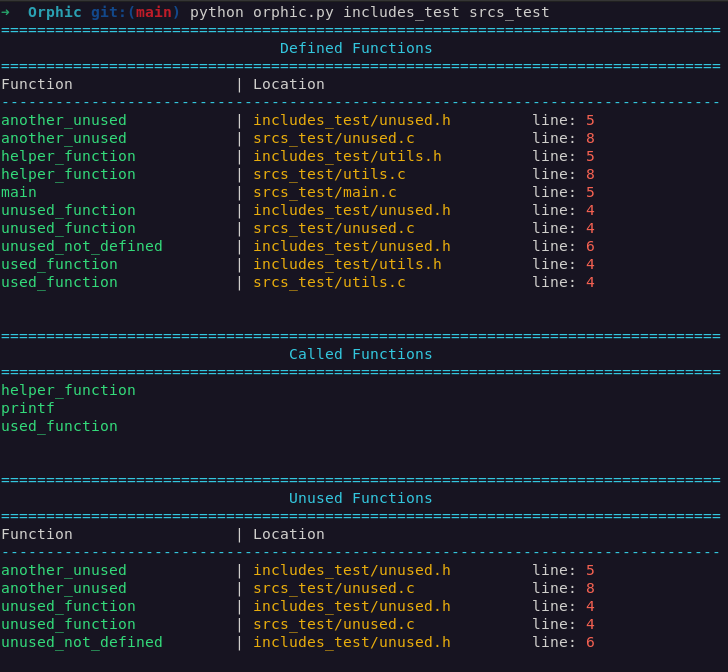 ➜  Orphic git:(main) python orphic.py includes_test srcs_test
================================================================================
                               Defined Functions
================================================================================
Function                  | Location
--------------------------------------------------------------------------------
another_unused            | includes_test/unused.h         line: 5
another_unused            | srcs_test/unused.c             line: 8
helper_function           | includes_test/utils.h          line: 5
helper_function           | srcs_test/utils.c              line: 8
main                      | srcs_test/main.c               line: 5
unused_function           | includes_test/unused.h         line: 4
unused_function           | srcs_test/unused.c             line: 4
unused_not_defined        | includes_test/unused.h         line: 6
used_function             | includes_test/utils.h          line: 4
used_function             | srcs_test/utils.c              line: 4
================================================================================
                                Called Functions
================================================================================
helper_function
printf
used_function
================================================================================
                                Unused Functions
================================================================================
Function                  | Location
--------------------------------------------------------------------------------
another_unused            | includes_test/unused.h         line: 5
another_unused            | srcs_test/unused.c             line: 8
unused_function           | includes_test/unused.h         line: 4
unused_function           | srcs_test/unused.c             line: 4
unused_not_defined        | includes_test/unused.h         line: 6